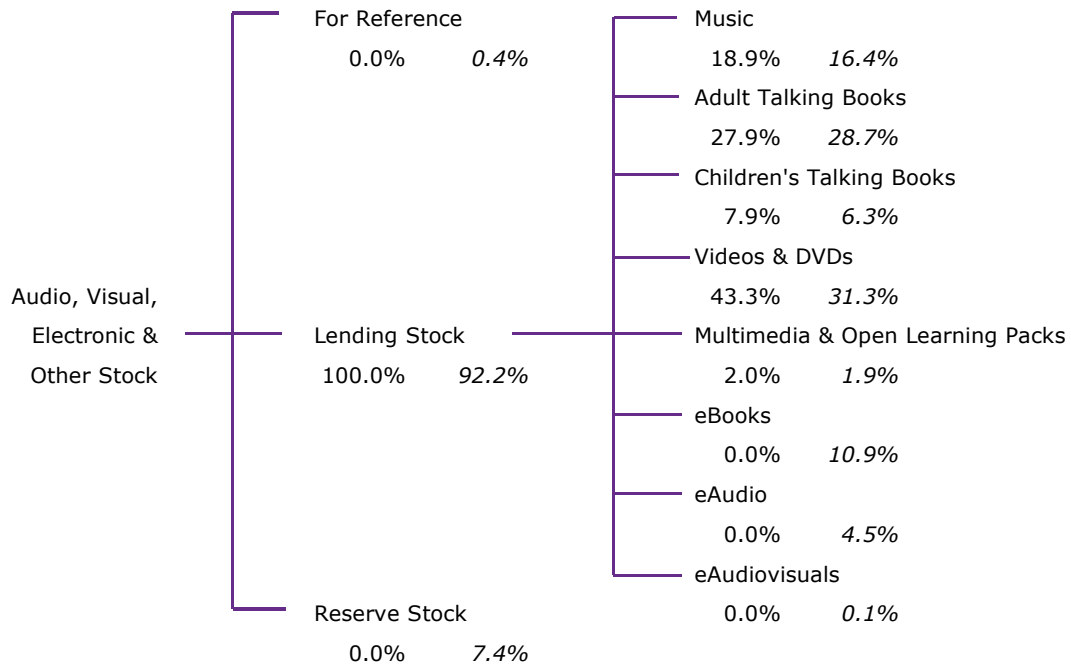 Audio, Visual,
Electronic &
Other Stock
For Reference
0.0% 0.4%
Lending Stock
100.0% 92.2%
Reserve Stock
0.0% 7.4%
Music
18.9% 16.4%
Adult Talking Books
27.9% 28.7%
Children's Talking Books
7.9% 6.3%
Videos & DVDs
43.3% 31.3%
Multimedia & Open Learning Packs
2.0% 1.9%
eBooks
0.0% 10.9%
eAudio
0.0% 4.5%
eAudiovisuals
0.0% 0.1%